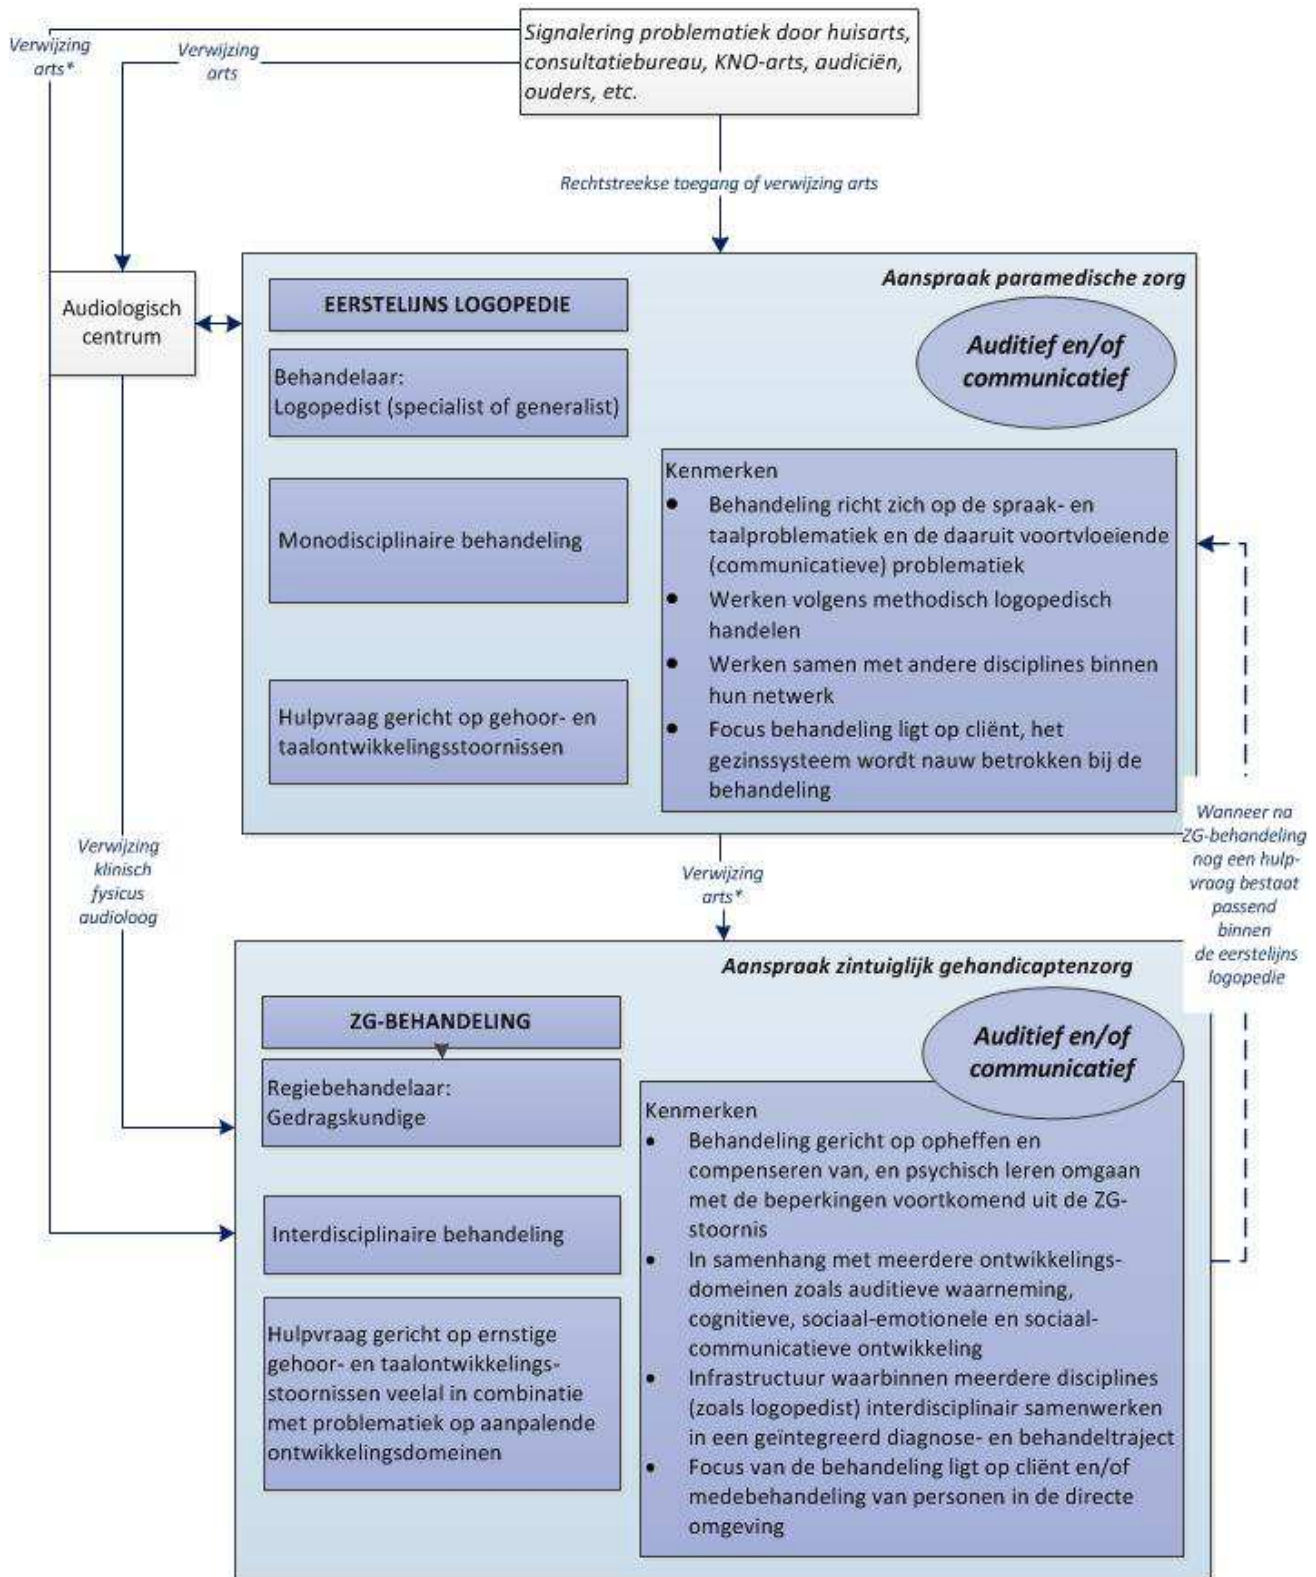 Signalering problematiek door huisarts,
consultatiebureau, KNO-arts, audiciën,
ouders, etc.
Verwijzing
arts*
Verwijzing
arts
Rechtstreekse toegang of verwijzing arts
Audiologisch
centrum
Aanspraak paramedische zorg
EERSTELIJNS LOGOPEDIE
Auditief en/of
communicatief
Behandelaar:
Logopedist (specialist of generalist)
Monodisciplinaire behandeling
Hulpvraag gericht op gehoor- en
taalontwikkelingsstoornissen
Kenmerken
● Behandeling richt zich op de spraak- en
taalproblematiek en de daaruit voortvloeiende
(communicatieve) problematiek
● Werken volgens methodisch logopedisch
handelen
● Werken samen met andere disciplines binnen
hun netwerk
● Focus behandeling ligt op cliënt, het
gezinssysteem wordt nauw betrokken bij de
behandeling
Wanneer na
ZG-behandeling
nog een hulp-
vraag bestaat
passend
binnen
de eerstelijns
logopedie
Verwijzing
klinisch
fysicus
audioloog
Verwijzing
arts*
Aanspraak zintuiglijk gehandicaptenzorg
ZG-BEHANDELING
Auditief en/of
communicatief
Regiebehandelaar:
Gedragskundige
Interdisciplinaire behandeling
Hulpvraag gericht op ernstige
gehoor- en taalontwikkelings-
stoornissen veelal in combinatie
met problematiek op aanpalende
ontwikkelingsdomeinen
Kenmerken
• Behandeling gericht op opheffen en
compenseren van, en psychisch leren omgaan
met de beperkingen voortkomend uit de ZG-
stoornis
• In samenhang met meerdere ontwikkelings-
domeinen zoals auditieve waarneming,
cognitieve, sociaal-emotionele en sociaal-
communicatieve ontwikkeling
• Infrastructuur waarbinnen meerdere disciplines
(zoals logopedist) interdisciplinair samenwerken
in een geïntegreerd diagnose- en behandeltraject
• Focus van de behandeling ligt op cliënt en/of
medebehandeling van personen in de directe
omgeving